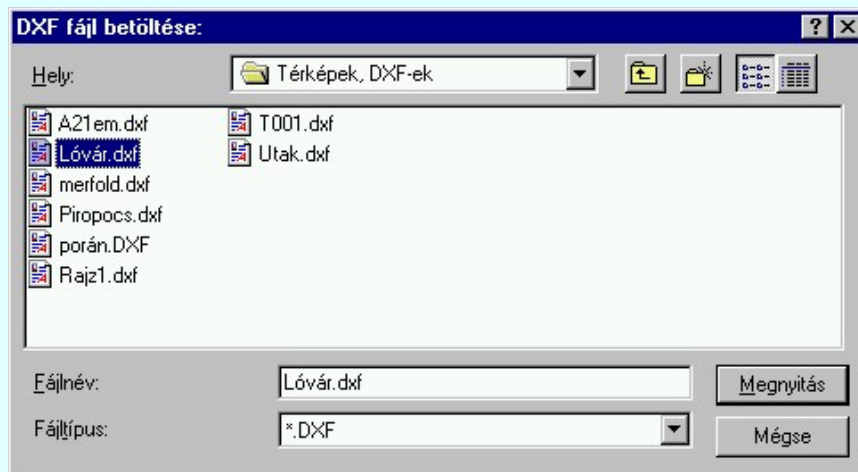 DXF fájl betöltése:
Hely:
Térképek, DXF-ek
A21em.dxf
Lóvár.dxf
merfold.dxf
Piropocs.dxf
porán.DXF
Rajz1.dxf
T001.dxf
Utak.dxf
Fájlnév:
Lóvár.dxf
Megnyitás
Fájltípus:
*.DXF
Mégse